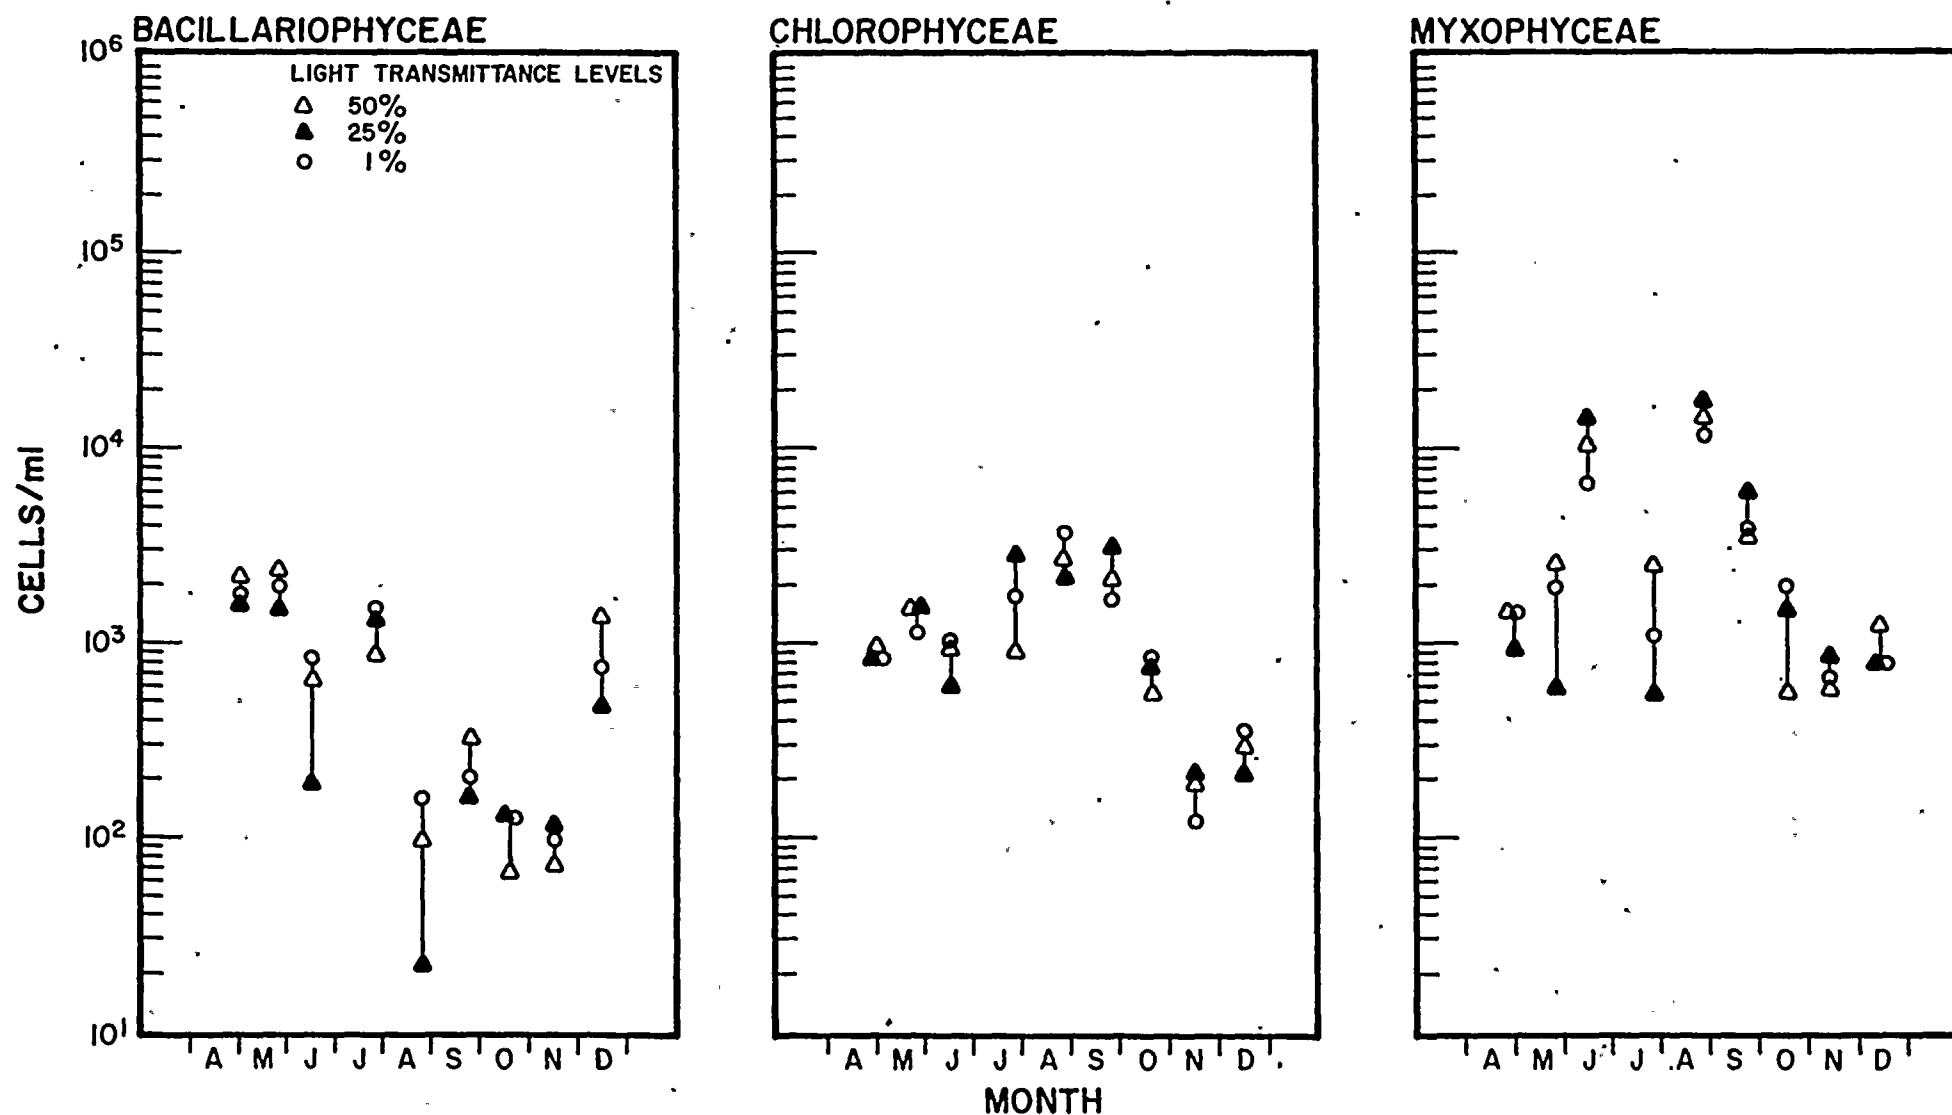 BACILLARIOPHYCEAE
CHLOROPHYCEAE
MYXOPHYCEAE
LIGHT TRANSMITTANCE LEVELS
50%
25%
1%
CELLS/ml
10⁶
10⁵
10⁴
10³
10²
10¹
A M J J A S O N D
A M J J A S O N D
A M J J A S O N D
MONTH